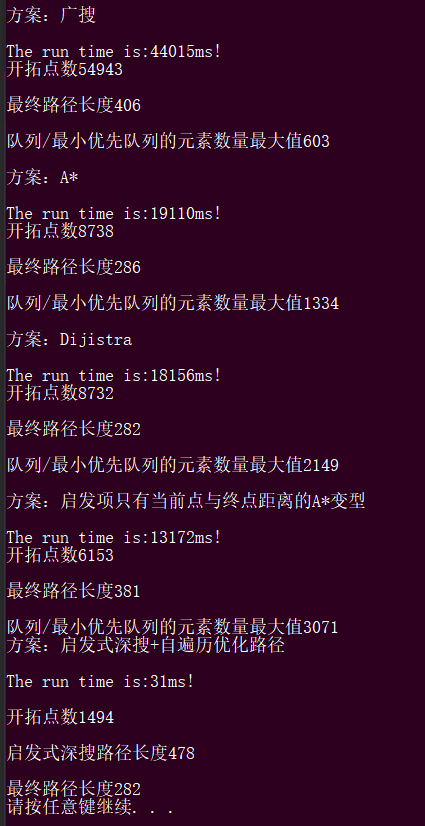 方案：广搜
The run time is:44015ms!
开拓点数54943
最终路径长度406
队列/最小优先队列的元素数量最大值603
方案：A*
The run time is:19110ms!
开拓点数8738
最终路径长度286
队列/最小优先队列的元素数量最大值1334
方案：Dijistra
The run time is:18156ms!
开拓点数8732
最终路径长度282
队列/最小优先队列的元素数量最大值2149
方案：启发项只有当前点与终点距离的A*变型
The run time is:13172ms!
开拓点数6153
最终路径长度381
队列/最小优先队列的元素数量最大值3071
方案：启发式深搜+自遍历优化路径
The run time is:31ms!
开拓点数1494
启发式深搜路径长度478
最终路径长度282
请按任意键继续. . .